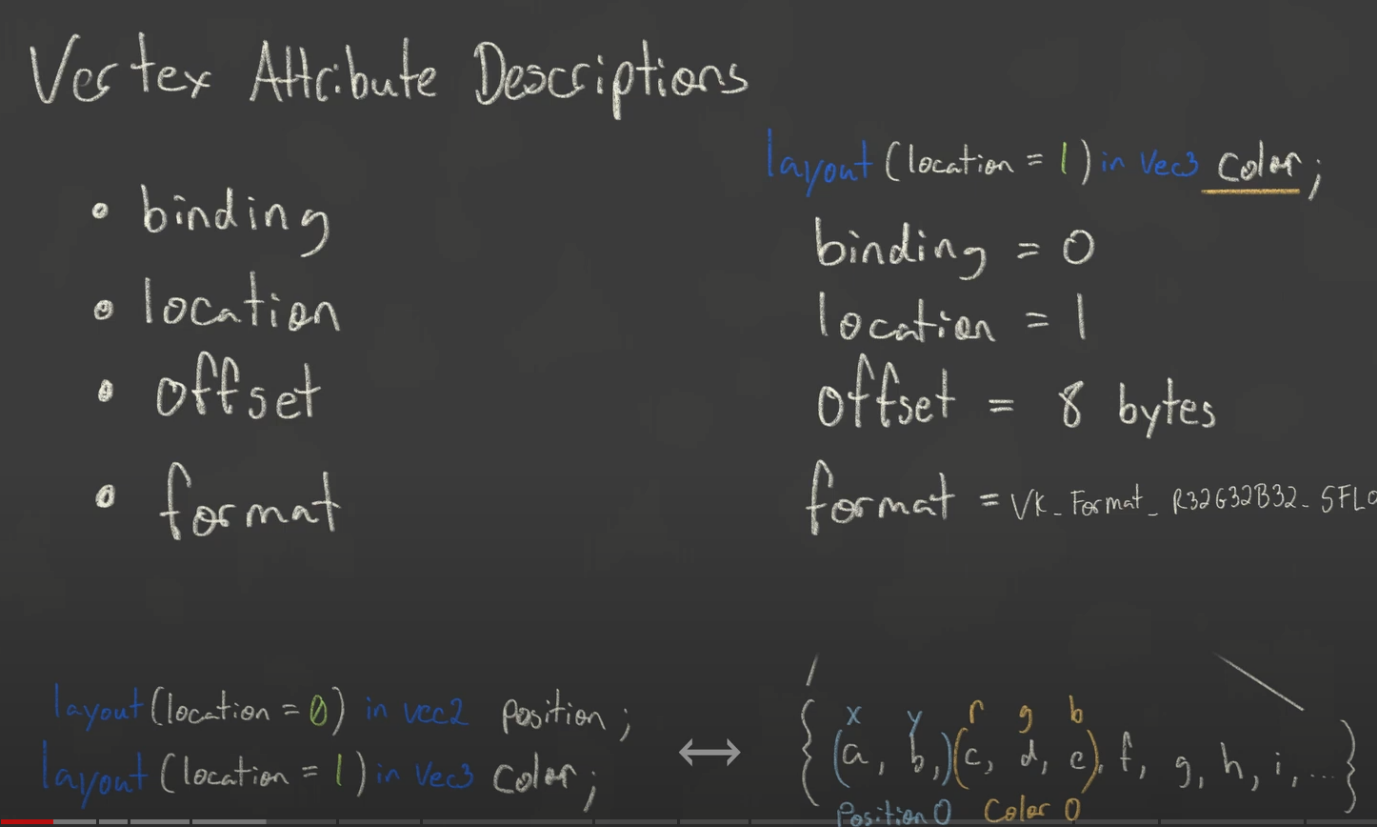 Vertex Attribute Descriptions
• binding
• location
• offset
• format
layout (location = 1) in vec3 color;
binding = 0
location = 1
offset = 8 bytes
format = VK_Format_R32G32B32_SFLO
layout (location = 0) in vec2 position;
layout (location = 1) in vec3 color;
x y r g b
{ (a, b,)(c, d, e), f, g, h, i, ... }
Position 0 Color 0